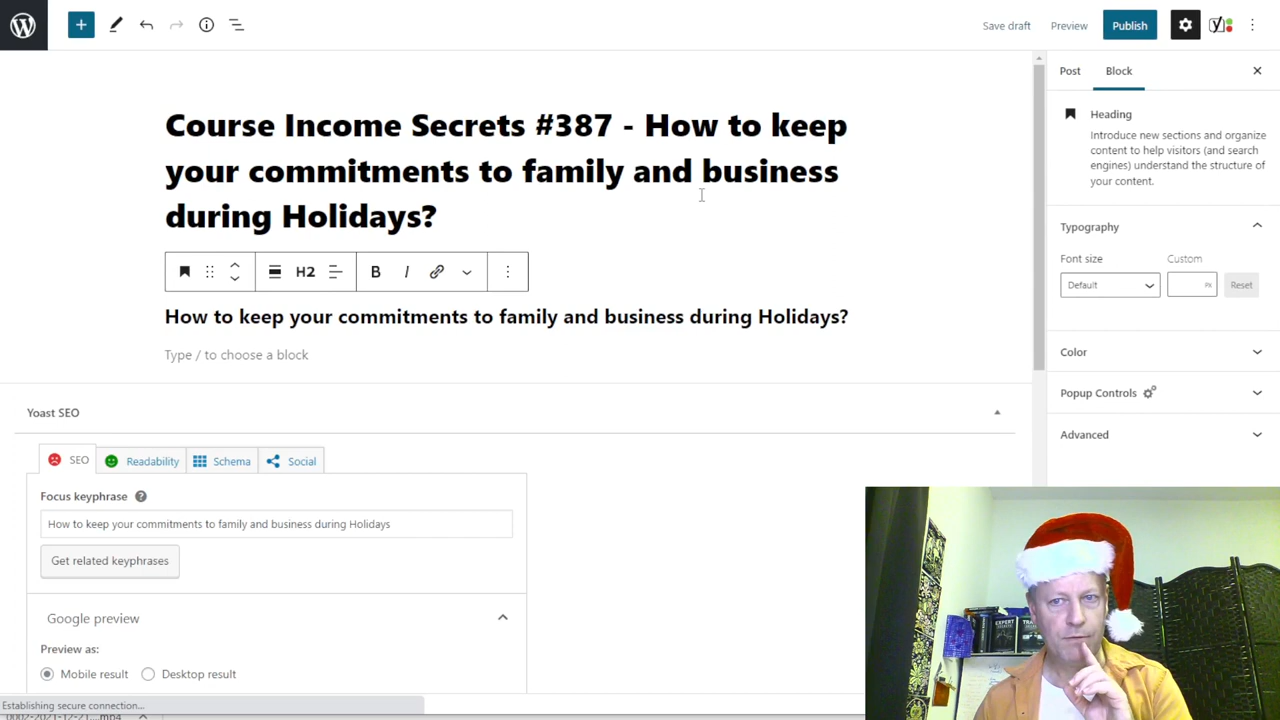 Save draft
Preview
Publish
Course Income Secrets #387 - How to keep
your commitments to family and business
during Holidays?
H2
B
I
How to keep your commitments to family and business during Holidays?
Type / to choose a block
Yoast SEO
SEO
Readability
Schema
Social
Focus keyphrase
?
How to keep your commitments to family and business during Holidays
Get related keyphrases
Google preview
Preview as:
Mobile result
Desktop result
Establishing secure connection...
Post
Block
Heading
Introduce new sections and organize
content to help visitors (and search
engines) understand the structure of
your content.
Typography
Font size
Custom
Default
PX
Reset
Color
Popup Controls
Advanced
EXPERT